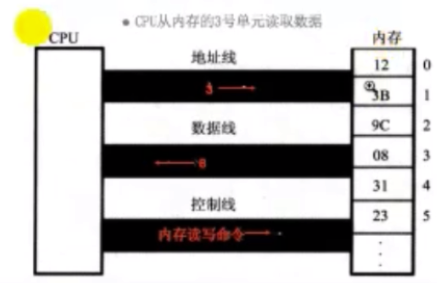 CPU从内存的3号单元读取数据
CPU
内存
地址线
12 0
3
3B 1
数据线
9C 2
8
08 3
31 4
控制线
23 5
内存读写命令